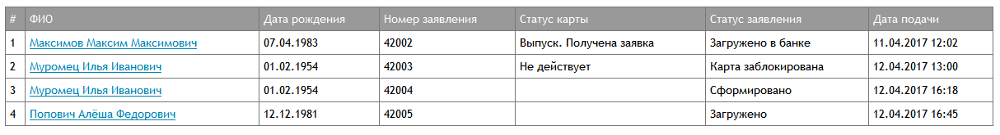 # ФИО Дата рождения Номер заявления Статус карты Статус заявления Дата подачи
1 Максимов Максим Максимович 07.04.1983 42002 Выпуск. Получена заявка Загружено в банке 11.04.2017 12:02
2 Муромец Илья Иванович 01.02.1954 42003 Не действует Карта заблокирована 12.04.2017 13:00
3 Муромец Илья Иванович 01.02.1954 42004 Сформировано 12.04.2017 16:18
4 Попович Алёша Федорович 12.12.1981 42005 Загружено 12.04.2017 16:45